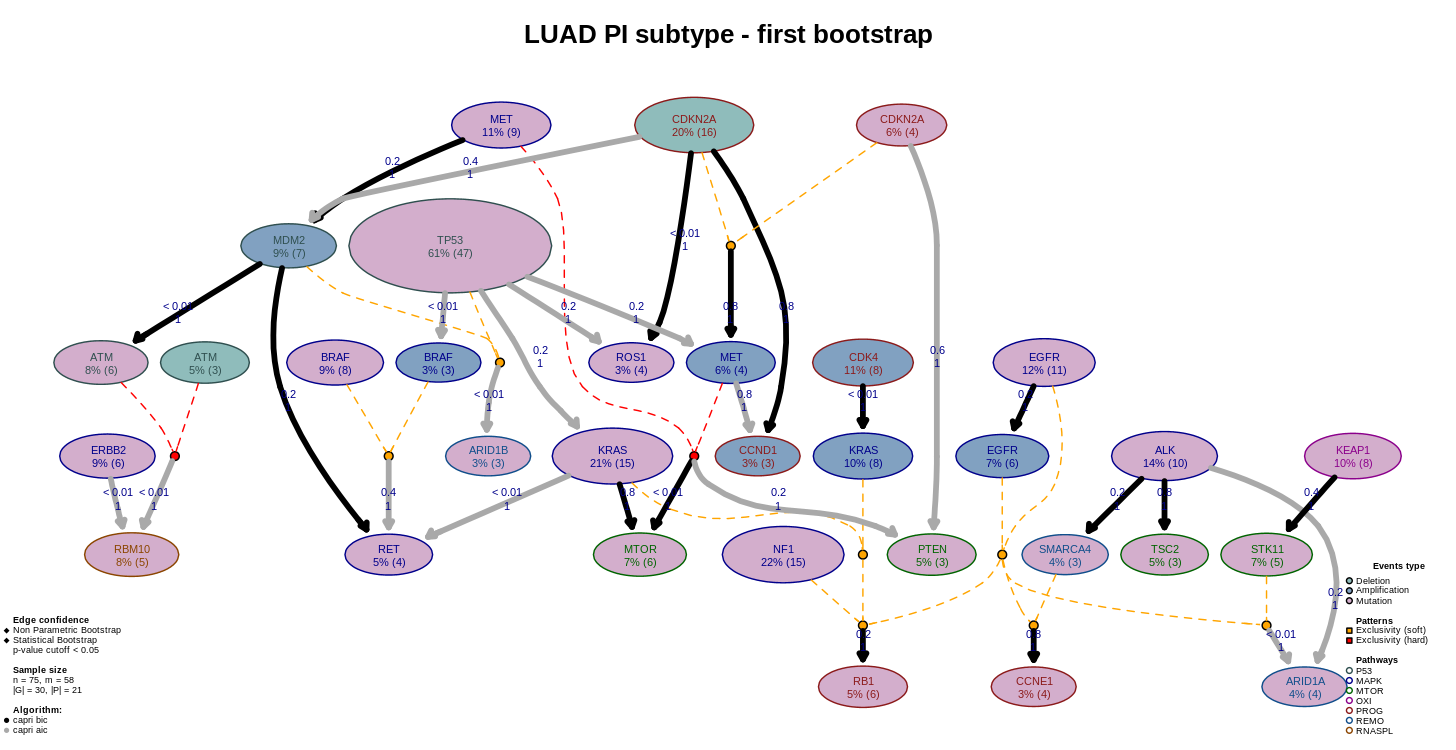 LUAD PI subtype - first bootstrap
MET
11% (9)
CDKN2A
20% (16)
CDKN2A
6% (4)
0.2
1
0.4
1
MDM2
9% (7)
TP53
61% (47)
< 0.01
1
< 0.01
1
< 0.01
1
0.2
1
0.2
1
0.8
0.8
ATM
8% (6)
ATM
5% (3)
BRAF
9% (8)
BRAF
3% (3)
0.2
1
ROS1
3% (4)
MET
6% (4)
CDK4
11% (8)
0.6
1
EGFR
12% (11)
0.2
1
< 0.01
1
0.8
1
< 0.01
1
ERBB2
9% (6)
ARID1B
3% (3)
KRAS
21% (15)
CCND1
3% (3)
KRAS
10% (8)
EGFR
7% (6)
ALK
14% (10)
KEAP1
10% (8)
< 0.01
1
< 0.01
1
0.4
1
< 0.01
1
0.8
< 0.01
1
0.2
1
0.2
1
0.8
0.4
1
RBM10
8% (5)
RET
5% (4)
MTOR
7% (6)
NF1
22% (15)
PTEN
5% (3)
SMARCA4
4% (3)
TSC2
5% (3)
STK11
7% (5)
0.2
1
0.2
0.8
< 0.01
1
RB1
5% (6)
CCNE1
3% (4)
ARID1A
4% (4)
Edge confidence
Non Parametric Bootstrap
Statistical Bootstrap
p-value cutoff < 0.05
Sample size
n = 75, m = 58
|G| = 30, |P| = 21
Algorithm:
capri bic
capri aic
Events type
Deletion
Amplification
Mutation
Patterns
Exclusivity (soft)
Exclusivity (hard)
Pathways
P53
MAPK
MTOR
OXI
PROG
REMO
RNASPL